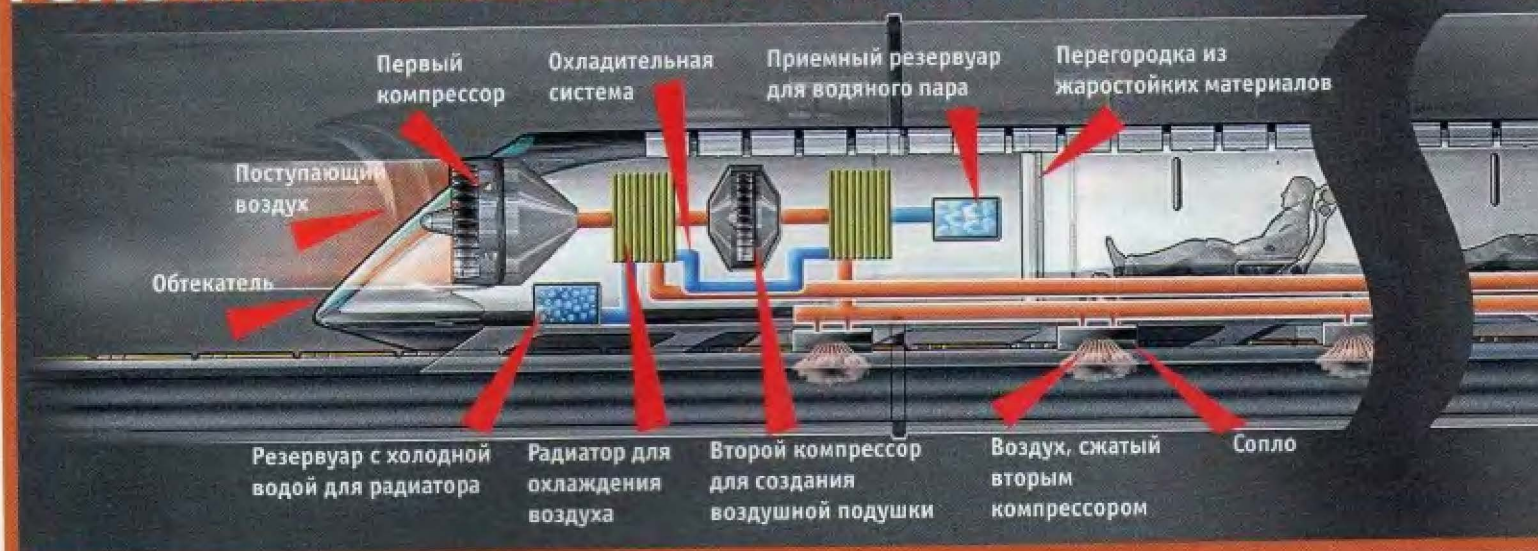 Первый
компрессор
Охладительная
система
Приемный резервуар
для водяного пара
Перегородка из
жаростойких материалов
Поступающий
воздух
Обтекатель
Резервуар с холодной
водой для радиатора
Радиатор для
охлаждения
воздуха
Второй компрессор
для создания
воздушной подушки
Воздух, сжатый
вторым
компрессором
Сопло